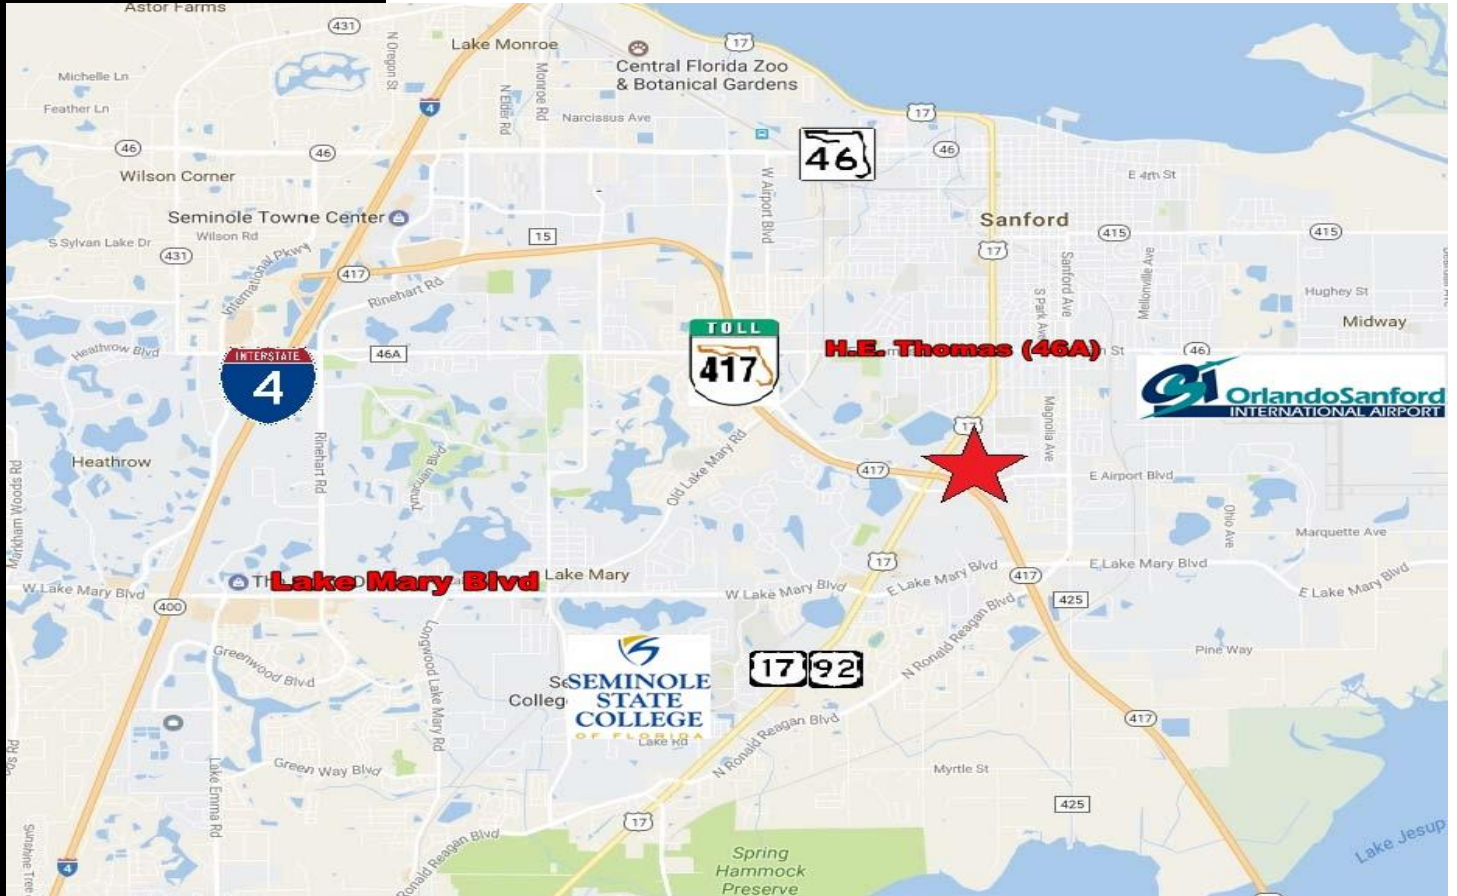 Astor Farms
431
N Oregon St
Lake Monroe
17
Central Florida Zoo
& Botanical Gardens
Michelle Ln
Feather Ln
4
N Elder Rd
Monroe Rd
Narcissus Ave
17
46
46
46
46
Wilson Corner
W Airport Blvd
E 4th St
Seminole Towne Center
Sanford
Wilson Rd
S Sylvan Lake Dr
431
15
415
415
17
International Pkwy
417
Rinehart Rd
Sanford Ave
Mellonville Ave
S Park Ave
Hughey St
Midway
TOLL
417
H.E. Thomas (46A)
St
46
Heathrow Blvd
INTERSTATE
4
46A
OrlandoSanford
INTERNATIONAL AIRPORT
Magnolia Ave
17
Rinehart Rd
Old Lake Mary Rd
Heathrow
Markham Woods Rd
417
E Airport Blvd
Ohio Ave
Marquette Ave
17
E Lake Mary Blvd
417
E Lake Mary Blvd
Lake Mary Blvd
Lake Mary
W Lake Mary Blvd
W Lake Mary Blvd
E Lake Mary Blvd
400
425
N Ronald Reagan Blvd
Longwood Lake Mary Rd
Greenwood Blvd
SEMINOLE
STATE
COLLEGE
OF FLORIDA
Colleg
17 92
Pine Way
417
Lake Rd
N Ronald Reagan Blvd
Green Way Blvd
Lake Emma Rd
Myrtle St
425
17
Ronald Reagan Blvd
Lake Jesup
Sunshine Tree
4
Spring
Hammock
Preserve